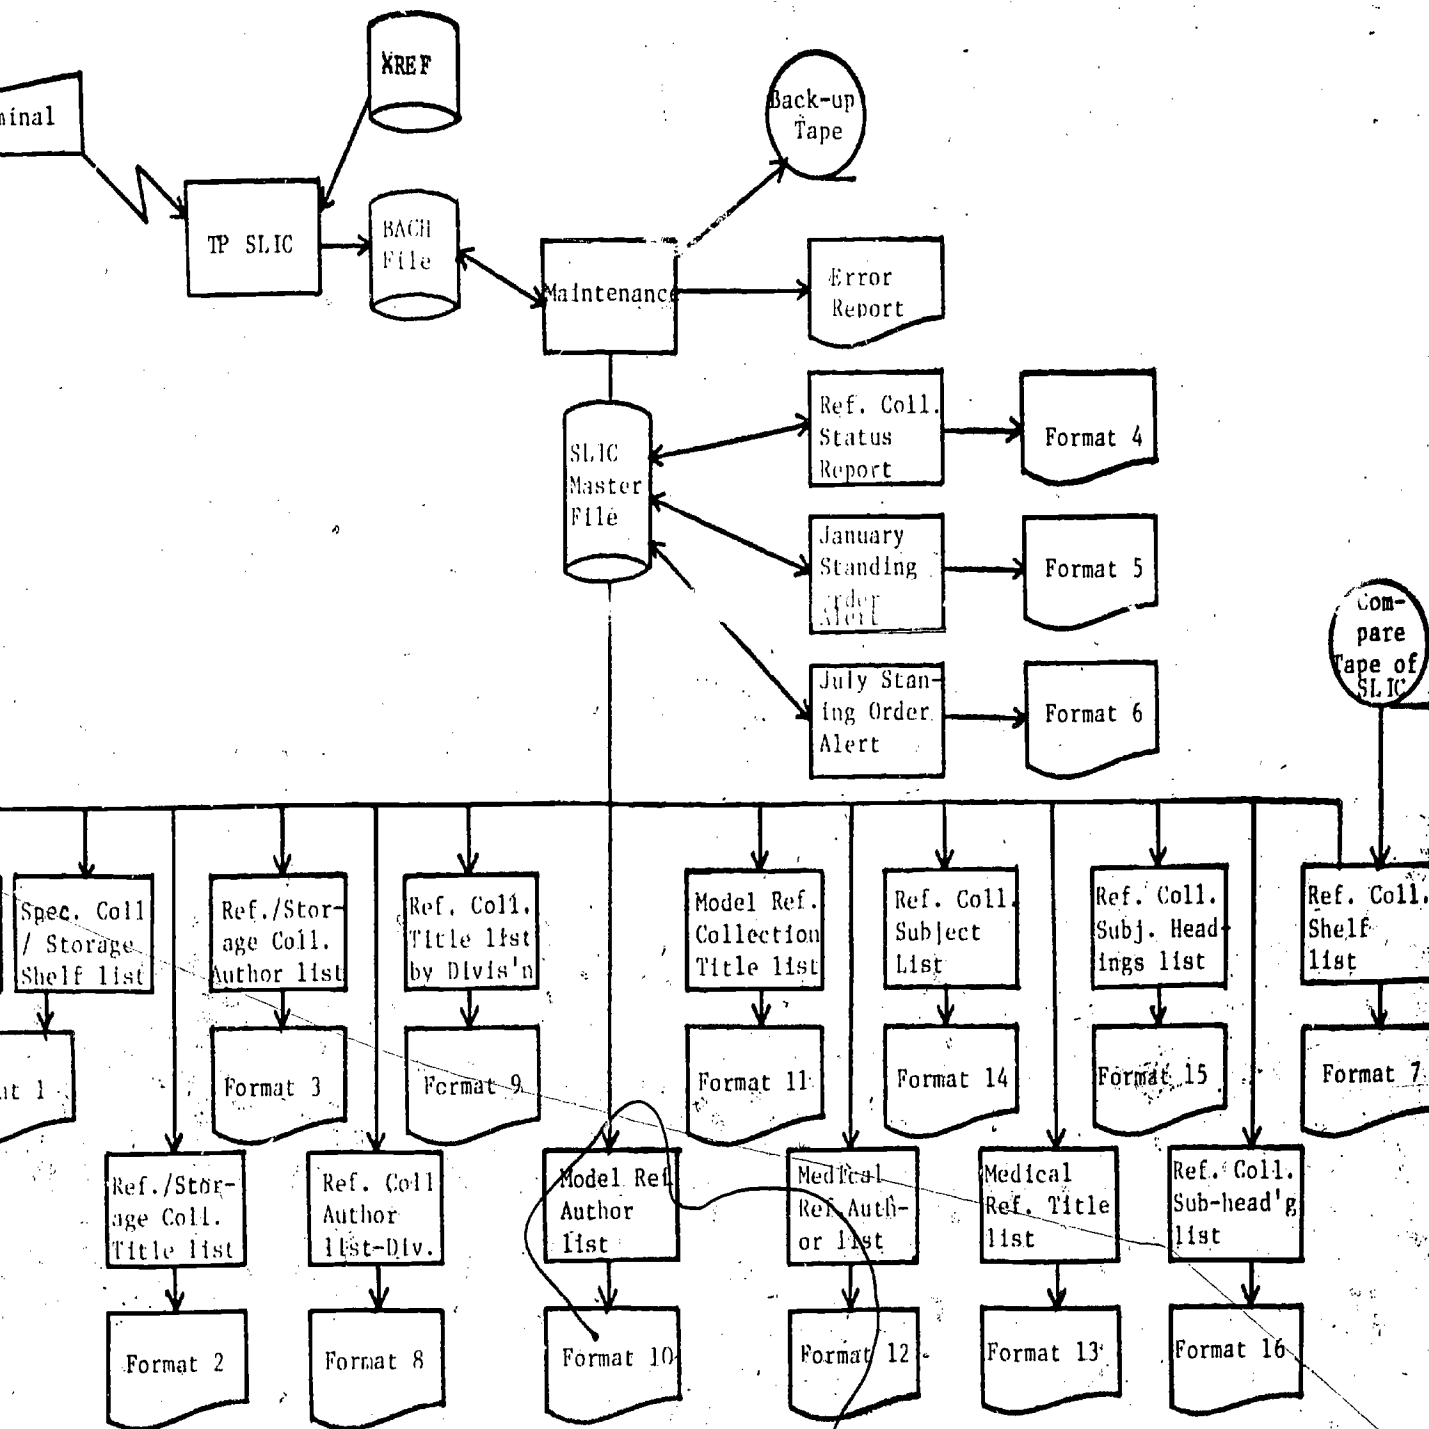 XREF
minal
Back-up
Tape
TP SLIC
BACH
File
Maintenance
Error
Report
SLIC
Master
File
Ref. Coll.
Status
Report
Format 4
January
Standing
Order
Alert
Format 5
July Stan-
ing Order
Alert
Format 6
Com-
pare
Tape of
SLIC
Spec. Coll
/ Storage
Shelf list
Ref./Stor-
age Coll.
Author list
Ref. Coll.
Title list
by Divis'n
Model Ref.
Collection
Title list
Ref. Coll.
Subject
List
Ref. Coll.
Subj. Head-
ings list
Ref. Coll.
Shelf
list
at 1
Format 3
Format 9
Format 11
Format 14
Format 15
Format 7
Ref./Stor-
age Coll.
Title list
Ref. Coll
Author
list-Div.
Model Ref
Author
list
Medical
Ref.Auth-
or list
Medical
Ref. Title
list
Ref. Coll.
Sub-head'g
list
Format 2
Format 8
Format 10
Format 12
Format 13
Format 16